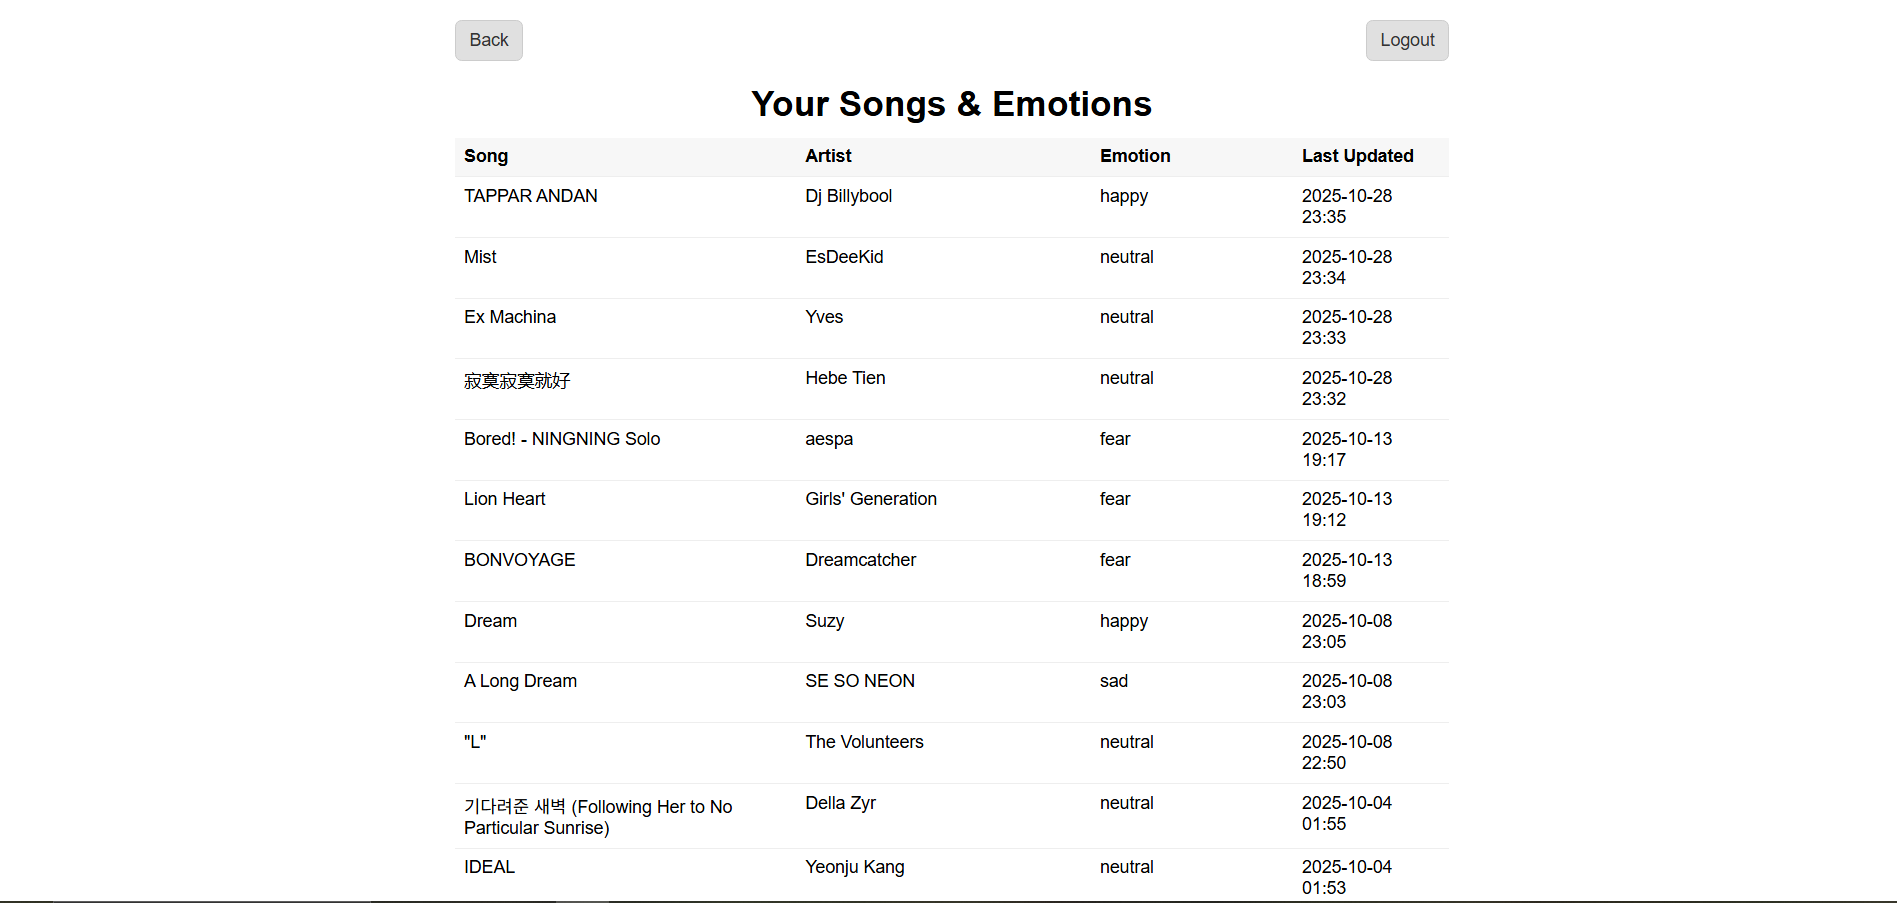 Back
Logout
Your Songs & Emotions
Song Artist Emotion Last Updated
TAPPAR ANDAN Dj Billybool happy 2025-10-28
23:35
Mist EsDeeKid neutral 2025-10-28
23:34
Ex Machina Yves neutral 2025-10-28
23:33
寂寞寂寞就好 Hebe Tien neutral 2025-10-28
23:32
Bored! - NINGNING Solo aespa fear 2025-10-13
19:17
Lion Heart Girls' Generation fear 2025-10-13
19:12
BONVOYAGE Dreamcatcher fear 2025-10-13
18:59
Dream Suzy happy 2025-10-08
23:05
A Long Dream SE SO NEON sad 2025-10-08
23:03
"L" The Volunteers neutral 2025-10-08
22:50
기다려준 새벽 (Following Her to No Della Zyr neutral 2025-10-04
Particular Sunrise) 01:55
IDEAL Yeonju Kang neutral 2025-10-04
01:53